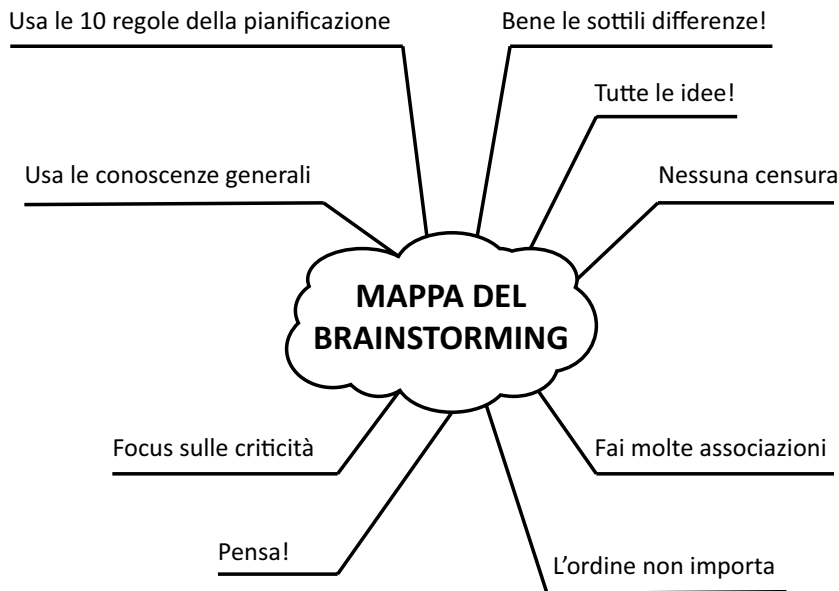 Usa le 10 regole della pianificazione
Bene le sottili differenze!
Tutte le idee!
Usa le conoscenze generali
Nessuna censura
MAPPA DEL
BRAINSTORMING
Focus sulle criticità
Fai molte associazioni
Pensa!
L’ordine non importa